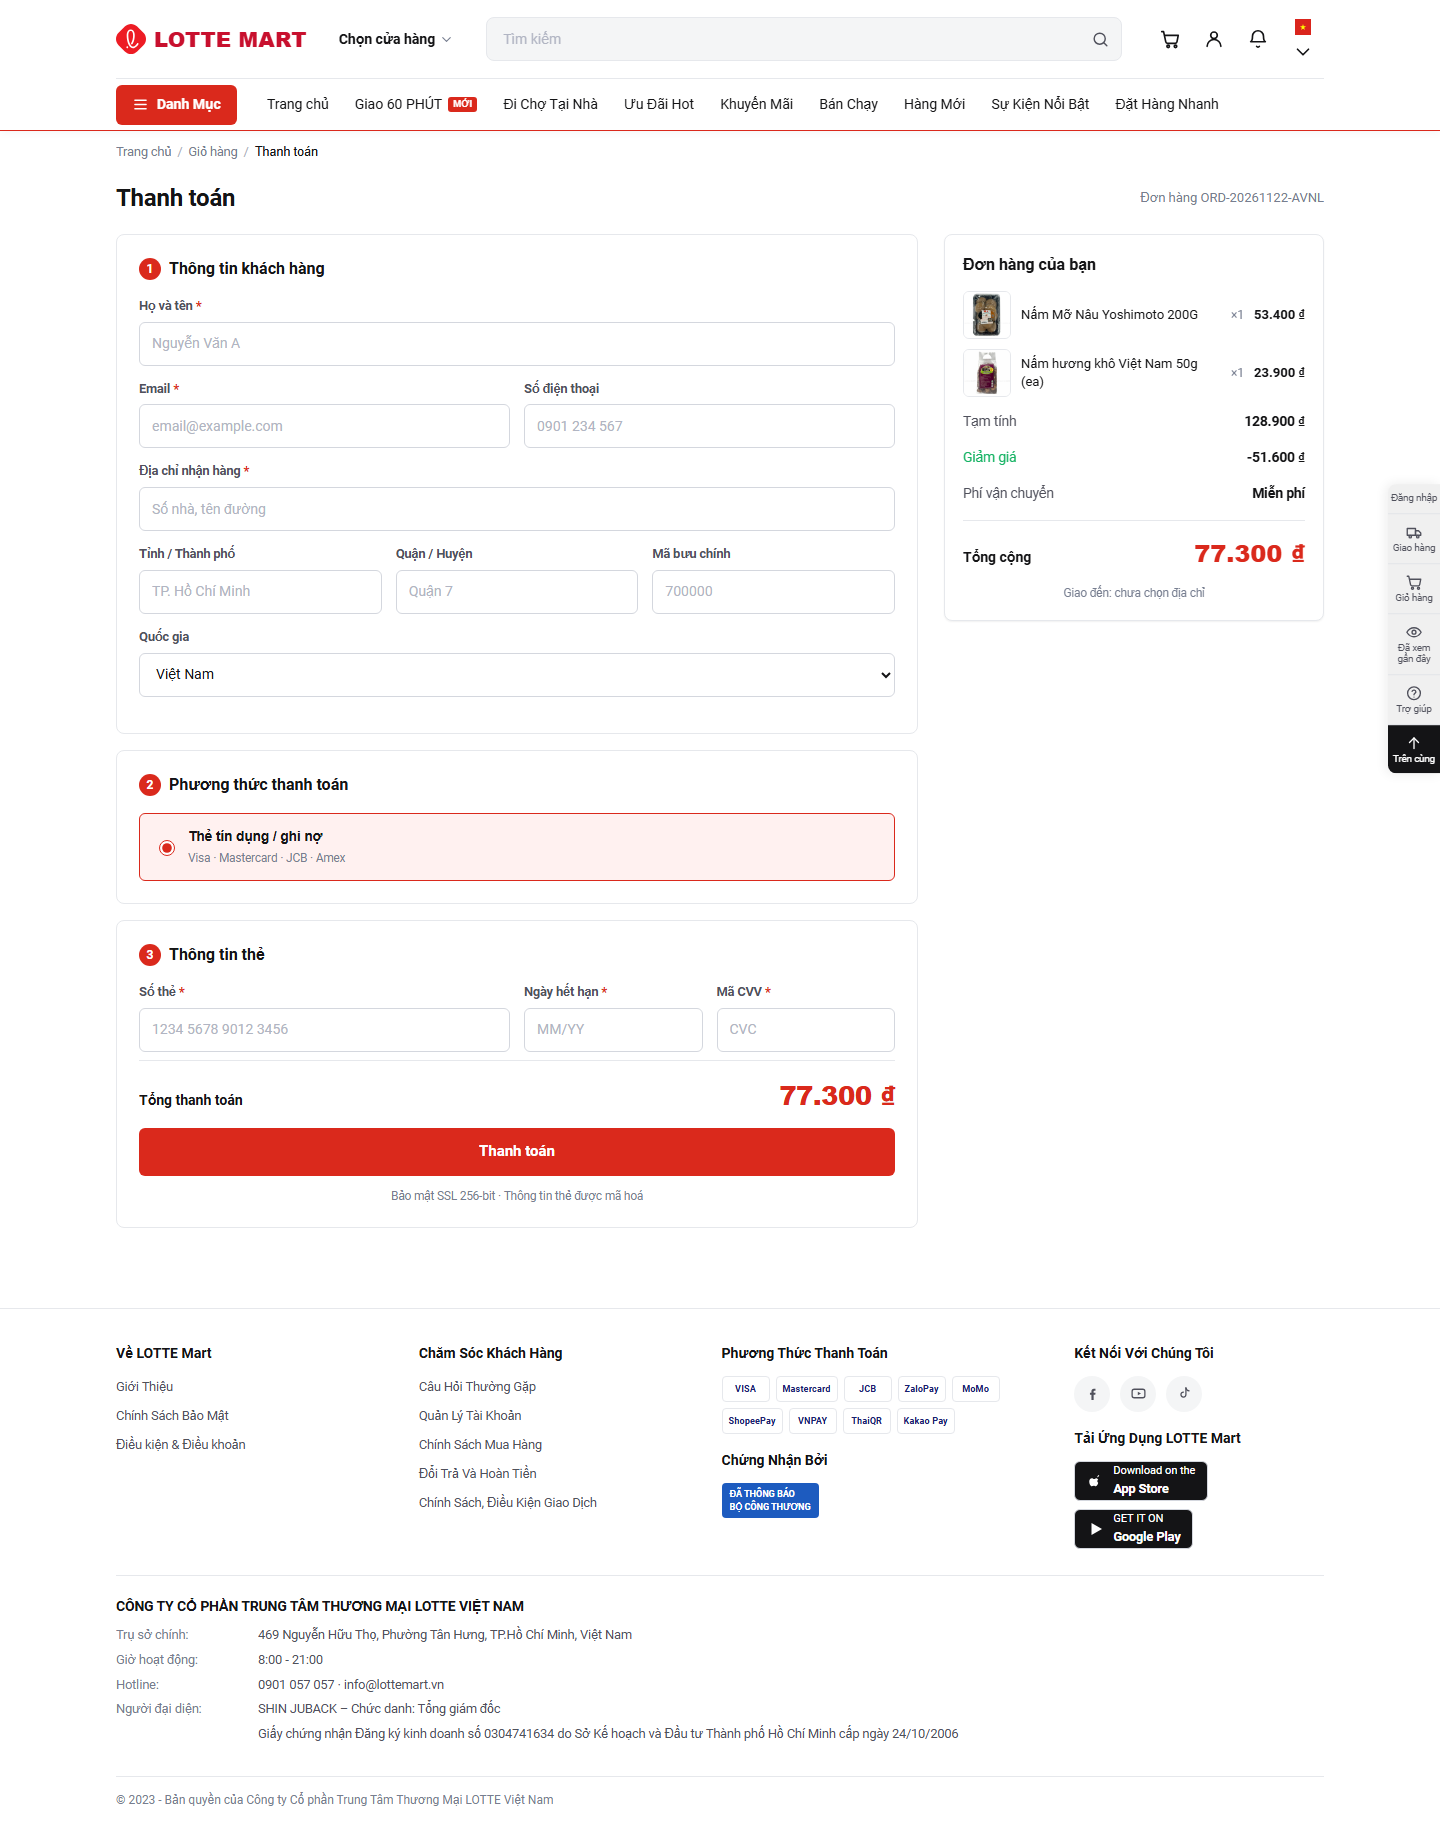 LOTTE MART
Chọn cửa hàng
Tìm kiếm
Danh Mục
Trang chủ
Giao 60 PHÚT MỚI
Đi Chợ Tại Nhà
Ưu Đãi Hot
Khuyến Mãi
Bán Chạy
Hàng Mới
Sự Kiện Nổi Bật
Đặt Hàng Nhanh
Trang chủ / Giỏ hàng / Thanh toán
Thanh toán
Đơn hàng ORD-20261122-AVNL
1 Thông tin khách hàng
Họ và tên *
Nguyễn Văn A
Email *
Số điện thoại
email@example.com
0901 234 567
Địa chỉ nhận hàng *
Số nhà, tên đường
Tỉnh / Thành phố
Quận / Huyện
Mã bưu chính
TP. Hồ Chí Minh
Quận 7
700000
Quốc gia
Việt Nam
2 Phương thức thanh toán
Thẻ tín dụng / ghi nợ
Visa · Mastercard · JCB · Amex
3 Thông tin thẻ
Số thẻ *
Ngày hết hạn *
Mã CVV *
1234 5678 9012 3456
MM/YY
CVC
Tổng thanh toán
77.300 ₫
Thanh toán
Bảo mật SSL 256-bit · Thông tin thẻ được mã hoá
Đơn hàng của bạn
Nấm Mỡ Nâu Yoshimoto 200G ×1 53.400 ₫
Nấm hương khô Việt Nam 50g (ea) ×1 23.900 ₫
Tạm tính 128.900 ₫
Giảm giá -51.600 ₫
Phí vận chuyển Miễn phí
Tổng cộng 77.300 ₫
Giao đến: chưa chọn địa chỉ
Đăng nhập
Giao hàng
Giỏ hàng
Đã xem
gần đây
Trợ giúp
Trên cùng
Về LOTTE Mart
Giới Thiệu
Chính Sách Bảo Mật
Điều kiện & Điều khoản
Chăm Sóc Khách Hàng
Câu Hỏi Thường Gặp
Quản Lý Tài Khoản
Chính Sách Mua Hàng
Đổi Trả Và Hoàn Tiền
Chính Sách, Điều Kiện Giao Dịch
Phương Thức Thanh Toán
VISA Mastercard JCB ZaloPay MoMo
ShopeePay VNPAY ThaiQR Kakao Pay
Chứng Nhận Bởi
ĐÃ THÔNG BÁO
BỘ CÔNG THƯƠNG
Kết Nối Với Chúng Tôi
Tải Ứng Dụng LOTTE Mart
Download on the
App Store
GET IT ON
Google Play
CÔNG TY CỔ PHẦN TRUNG TÂM THƯƠNG MẠI LOTTE VIỆT NAM
Trụ sở chính: 469 Nguyễn Hữu Thọ, Phường Tân Hưng, TP.Hồ Chí Minh, Việt Nam
Giờ hoạt động: 8:00 - 21:00
Hotline: 0901 057 057 · info@lottemart.vn
Người đại diện: SHIN JUBACK – Chức danh: Tổng giám đốc
Giấy chứng nhận Đăng ký kinh doanh số 0304741634 do Sở Kế hoạch và Đầu tư Thành phố Hồ Chí Minh cấp ngày 24/10/2006
© 2023 - Bản quyền của Công ty Cổ phần Trung Tâm Thương Mại LOTTE Việt Nam